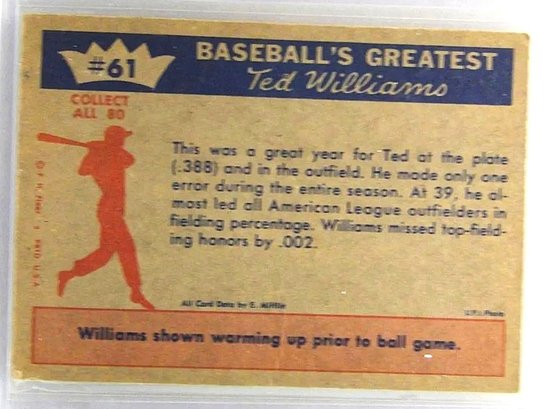 #61
BASEBALL'S GREATEST
Ted Williams
COLLECT
ALL 80
This was a great year for Ted at the plate
(.388) and in the outfield. He made only one
error during the entire season. At 39, he al-
most led all American League outfielders in
fielding percentage. Williams missed top-field-
ing honors by .002.
All Card Data by E. Mifflin
U.P.I. Photo
Williams shown warming up prior to ball game.